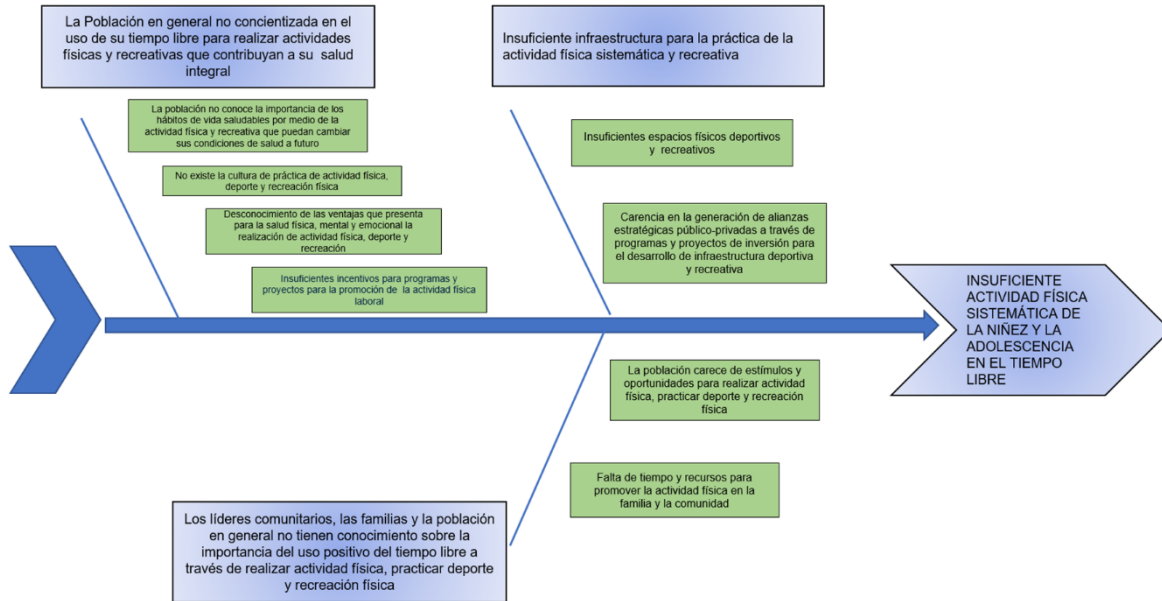 La Población en general no concientizada en el
uso de su tiempo libre para realizar actividades
físicas y recreativas que contribuyan a su salud
integral
La población no conoce la importancia de los
hábitos de vida saludables por medio de la
actividad física y recreativa que puedan cambiar
sus condiciones de salud a futuro
No existe la cultura de práctica de actividad física,
deporte y recreación física
Desconocimiento de las ventajas que presenta
para la salud física, mental y emocional la
realización de actividad física, deporte y
recreación
Insuficientes incentivos para programas y
proyectos para la promoción de la actividad física
laboral
Insuficiente infraestructura para la práctica de la
actividad física sistemática y recreativa
Insuficientes espacios físicos deportivos
y recreativos
Carencia en la generación de alianzas
estratégicas público-privadas a través de
programas y proyectos de inversión para
el desarrollo de infraestructura deportiva
y recreativa
INSUFICIENTE
ACTIVIDAD FÍSICA
SISTEMÁTICA DE
LA NIÑEZ Y LA
ADOLESCENCIA
EN EL TIEMPO
LIBRE
La población carece de estímulos y
oportunidades para realizar actividad
física, practicar deporte y recreación
física
Falta de tiempo y recursos para
promover la actividad física en la
familia y la comunidad
Los líderes comunitarios, las familias y la población
en general no tienen conocimiento sobre la
importancia del uso positivo del tiempo libre a
través de realizar actividad física, practicar deporte
y recreación física